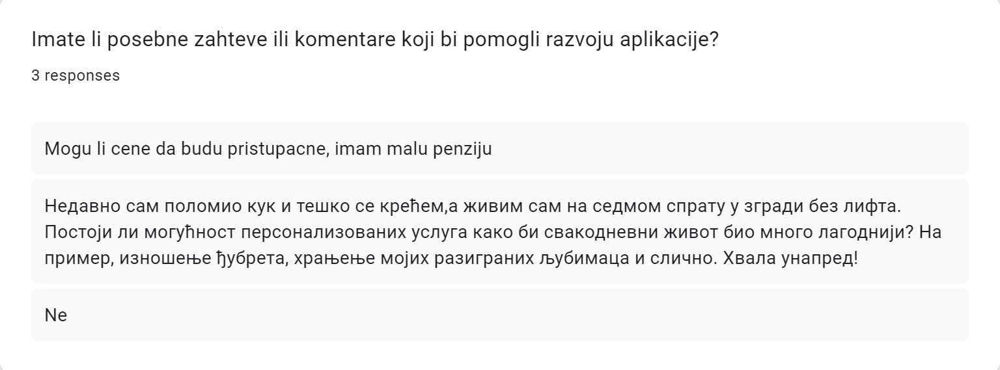 Imate li posebne zahteve ili komentare koji bi pomogli razvoju aplikacije?
3 responses
Mogu li cene da budu pristupacne, imam malu penziju
Недавно сам поломио кук и тешко се крећем,а живим сам на седмом спрату у згради без лифта.
Постоји ли могућност персонализованих услуга како би свакодневни живот био много лагоднији? На
пример, изношење ђубрета, храњење мојих разиграних љубимаца и слично. Хвала унапред!
Ne